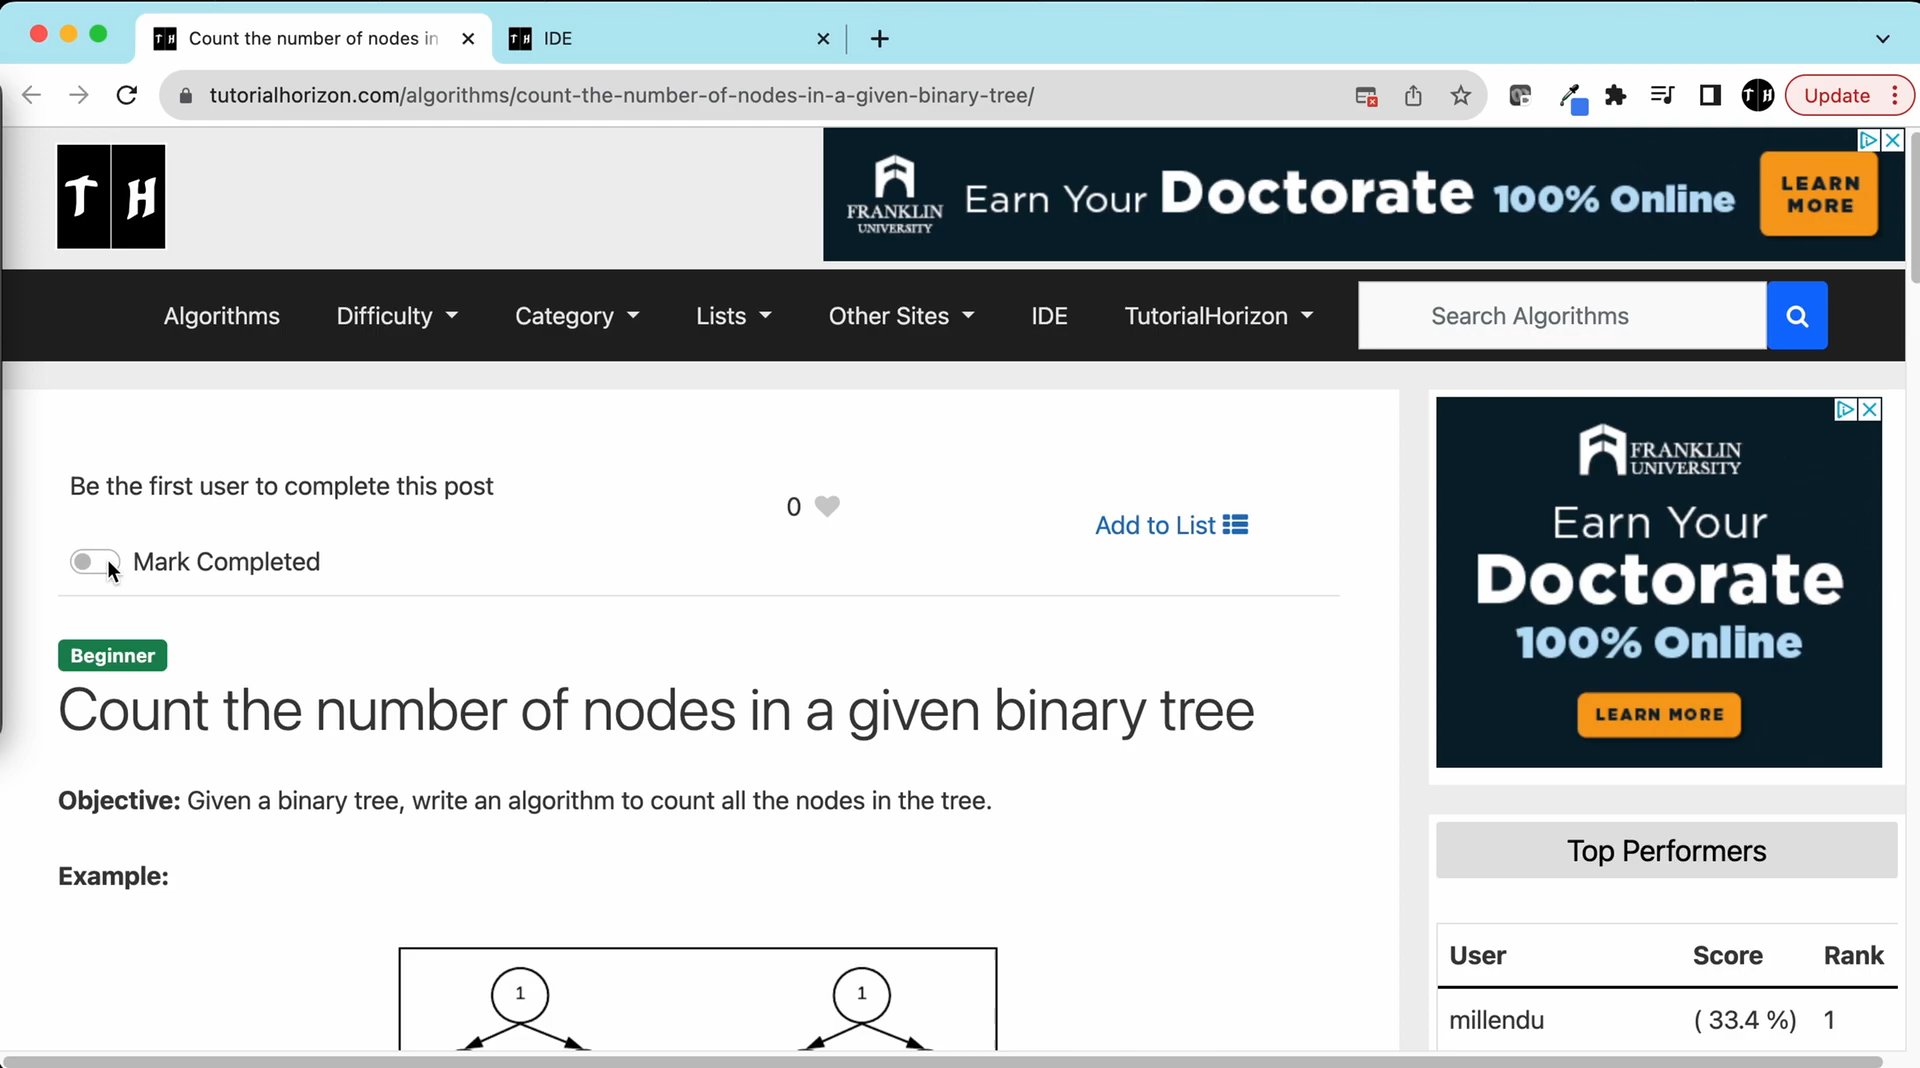 Count the number of nodes in
IDE
tutorialhorizon.com/algorithms/count-the-number-of-nodes-in-a-given-binary-tree/
TH
Update
TH
FRANKLIN
UNIVERSITY
Earn Your Doctorate 100% Online
LEARN
MORE
Algorithms
Difficulty
Category
Lists
Other Sites
IDE
TutorialHorizon
Search Algorithms
Be the first user to complete this post
0
Add to List
Mark Completed
Beginner
Count the number of nodes in a given binary tree
Objective: Given a binary tree, write an algorithm to count all the nodes in the tree.
Example:
1
1
FRANKLIN
UNIVERSITY
Earn Your
Doctorate
100% Online
LEARN MORE
Top Performers
User Score Rank
millendu ( 33.4 %) 1